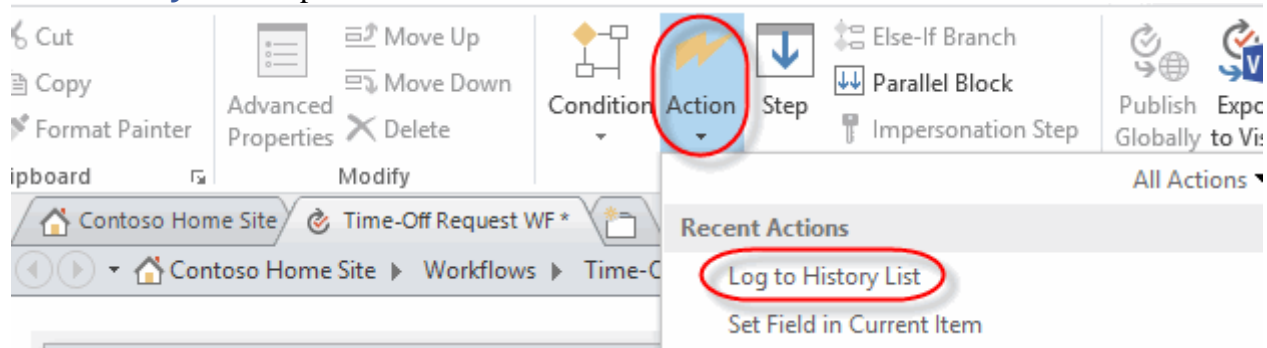 Cut
Copy
Format Painter
ipboard
Advanced
Properties
Move Up
Move Down
Delete
Modify
Condition
Action
Step
Else-If Branch
Parallel Block
Impersonation Step
Publish
Globally
Expo
to Vis
All Actions
Contoso Home Site
Time-Off Request WF *
Contoso Home Site Workflows Time-O
Recent Actions
Log to History List
Set Field in Current Item